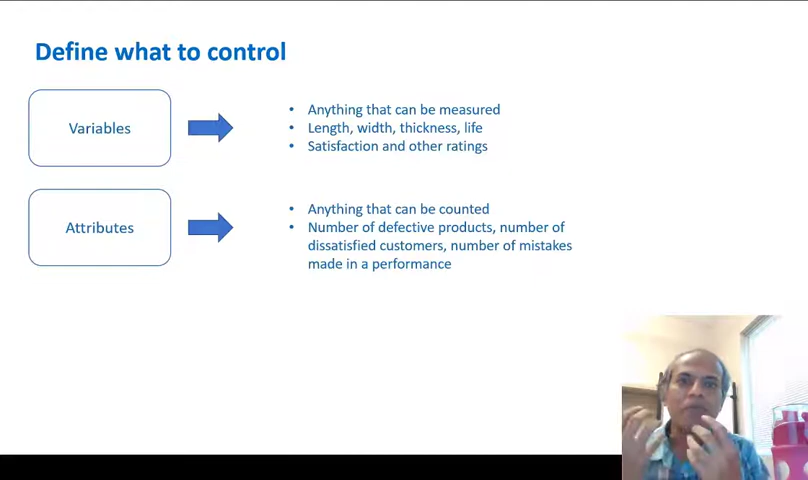 Define what to control
Variables
• Anything that can be measured
• Length, width, thickness, life
• Satisfaction and other ratings
Attributes
• Anything that can be counted
• Number of defective products, number of
dissatisfied customers, number of mistakes
made in a performance